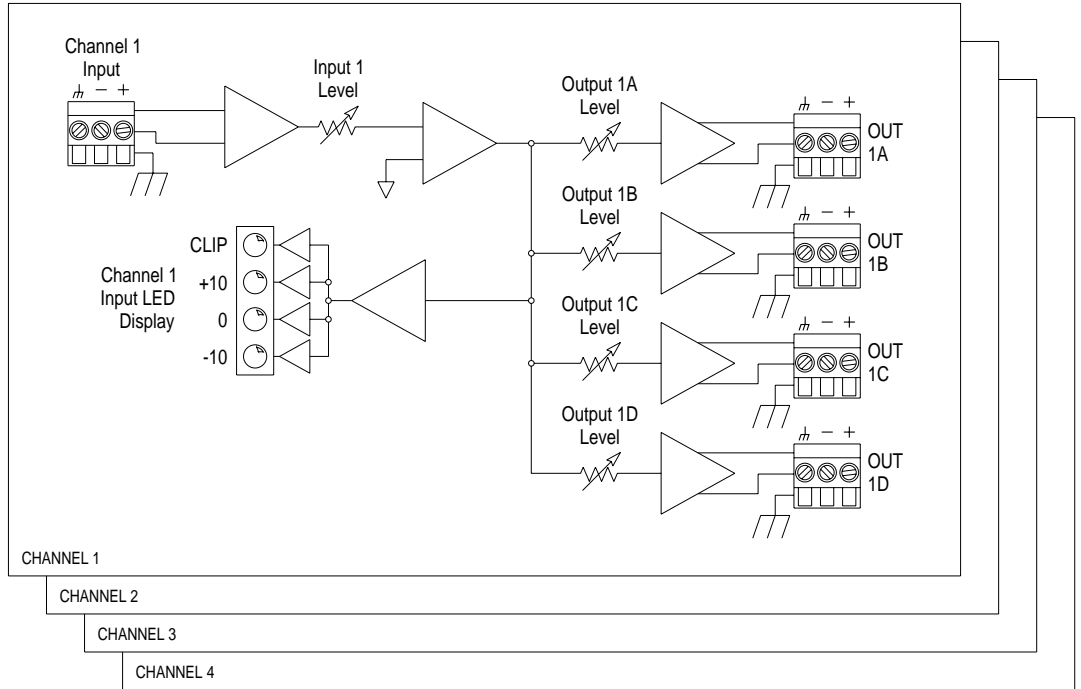 Channel 1
Input
− +
Input 1
Level
Output 1A
Level
− +
OUT
1A
Output 1B
Level
− +
OUT
1B
Channel 1
Input LED
Display
CLIP
+10
0
-10
Output 1C
Level
− +
OUT
1C
Output 1D
Level
− +
OUT
1D
CHANNEL 1
CHANNEL 2
CHANNEL 3
CHANNEL 4